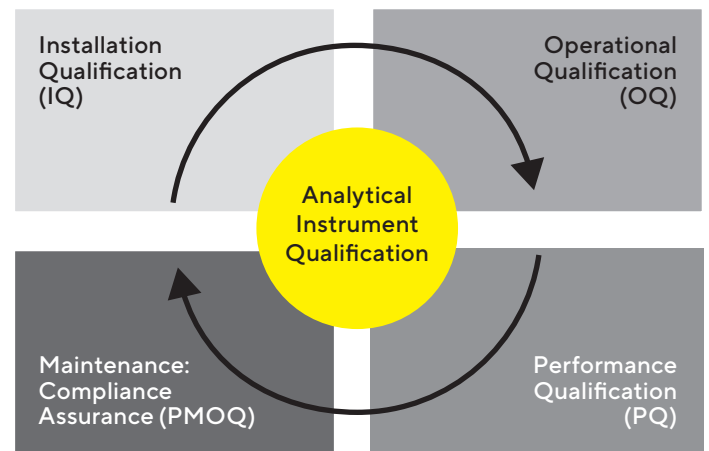 Installation
Qualification
(IQ)
Operational
Qualification
(OQ)
Analytical
Instrument
Qualification
Maintenance:
Compliance
Assurance (PMOQ)
Performance
Qualification
(PQ)